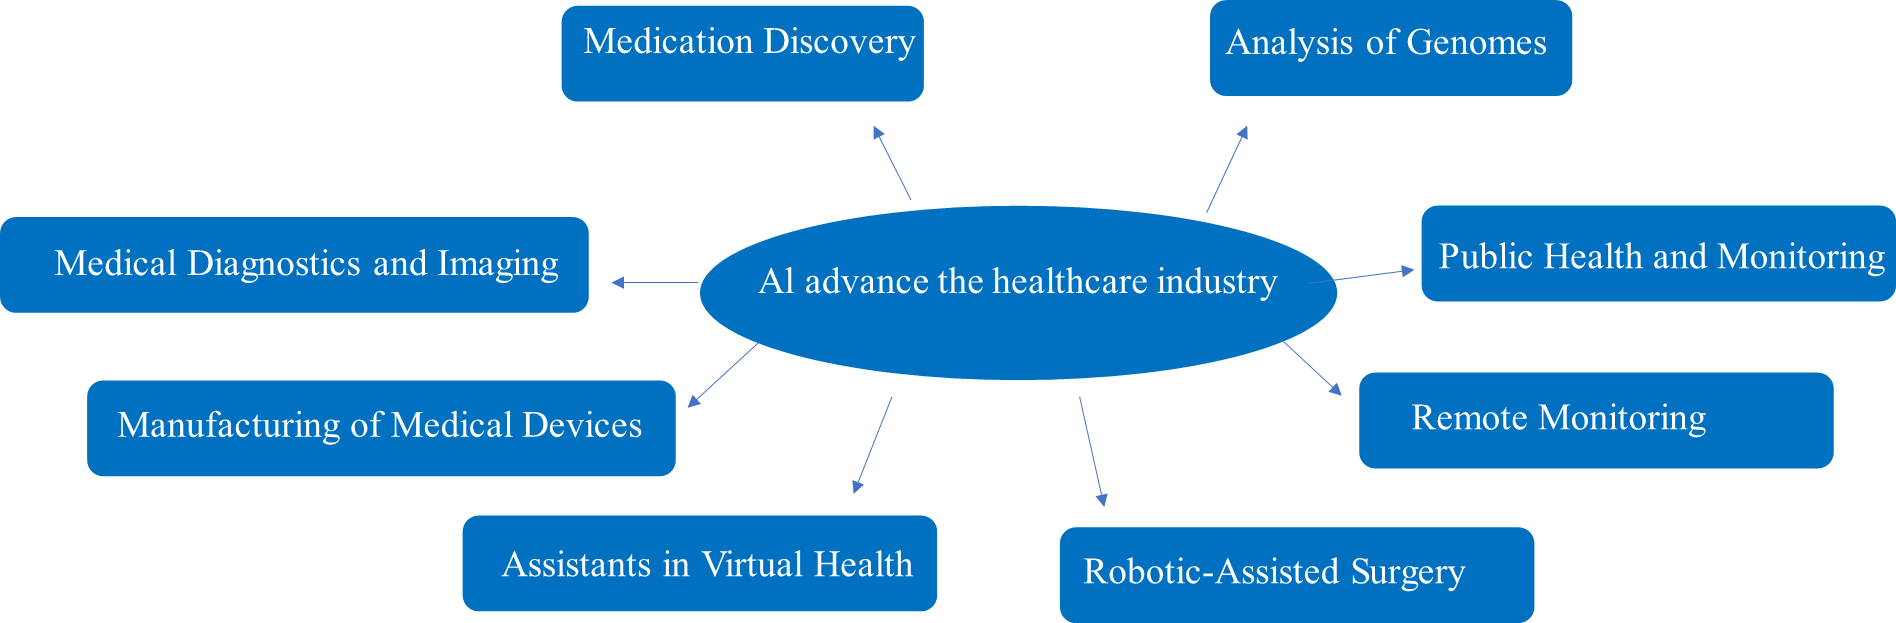 Medication Discovery
Analysis of Genomes
Medical Diagnostics and Imaging
Al advance the healthcare industry
Public Health and Monitoring
Manufacturing of Medical Devices
Remote Monitoring
Assistants in Virtual Health
Robotic-Assisted Surgery